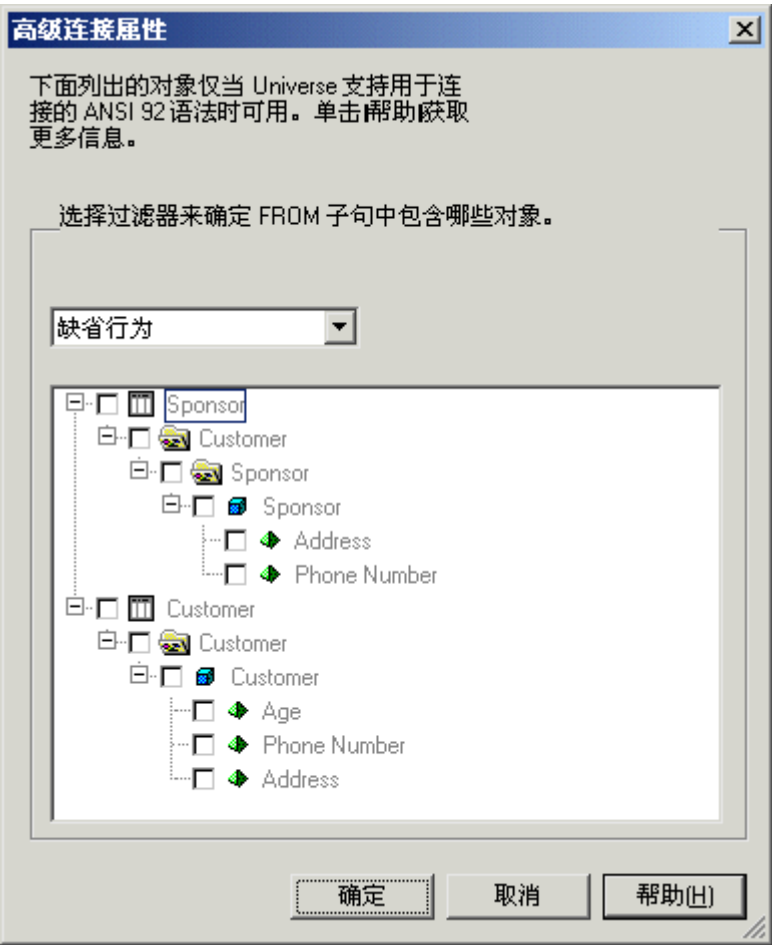 高级连接属性
下面列出的对象仅当 Universe 支持用于连
接的 ANSI 92 语法时可用。单击|帮助|获取
更多信息。
选择过滤器来确定 FROM 子句中包含哪些对象。
缺省行为
Sponsor
Customer
Sponsor
Sponsor
Address
Phone Number
Customer
Customer
Customer
Age
Phone Number
Address
确定 取消 帮助(H)